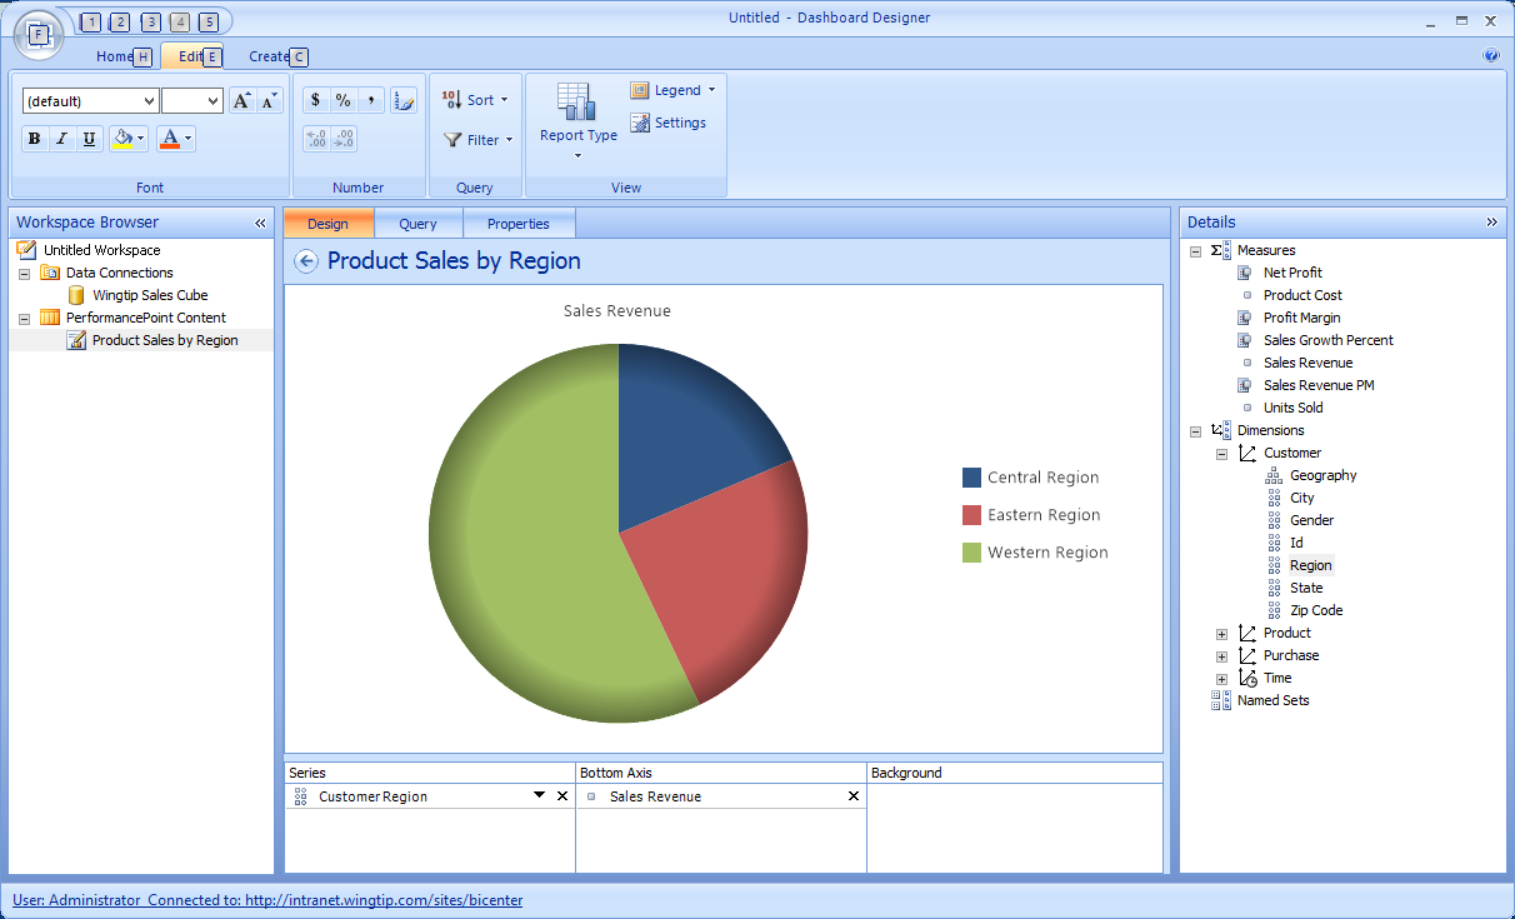 Untitled - Dashboard Designer
F 1 2 3 4 5
Home H Edit E Create C
(default) A A $ % , Sort Legend
Report Type Settings
B I U A ←.0 .00 .00 →.0 Filter
Font Number Query View
Workspace Browser
Untitled Workspace
Data Connections
Wingtip Sales Cube
PerformancePoint Content
Product Sales by Region
Design Query Properties
Product Sales by Region
Sales Revenue
Central Region
Eastern Region
Western Region
Series Bottom Axis Background
CustomerRegion Sales Revenue
Details
Measures
Net Profit
Product Cost
Profit Margin
Sales Growth Percent
Sales Revenue
Sales Revenue PM
Units Sold
Dimensions
Customer
Geography
City
Gender
Id
Region
State
Zip Code
Product
Purchase
Time
Named Sets
User: Administrator Connected to: http://intranet.wingtip.com/sites/bicenter